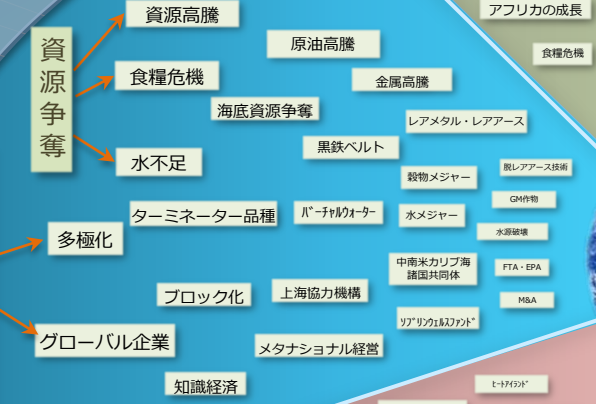 資源争奪
資源高騰
アフリカの成長
原油高騰
食糧危機
食糧危機
金属高騰
海底資源争奪
レアメタル・レアアース
黒鉄ベルト
水不足
穀物メジャー
脱レアアース技術
GM作物
ターミネーター品種
バーチャルウォーター
水メジャー
水源破壊
多極化
中南米カリブ海
諸国共同体
FTA・EPA
ブロック化
上海協力機構
M&A
ソブリンウェルスファンド
グローバル企業
メタナショナル経営
知識経済
ヒートアイランド